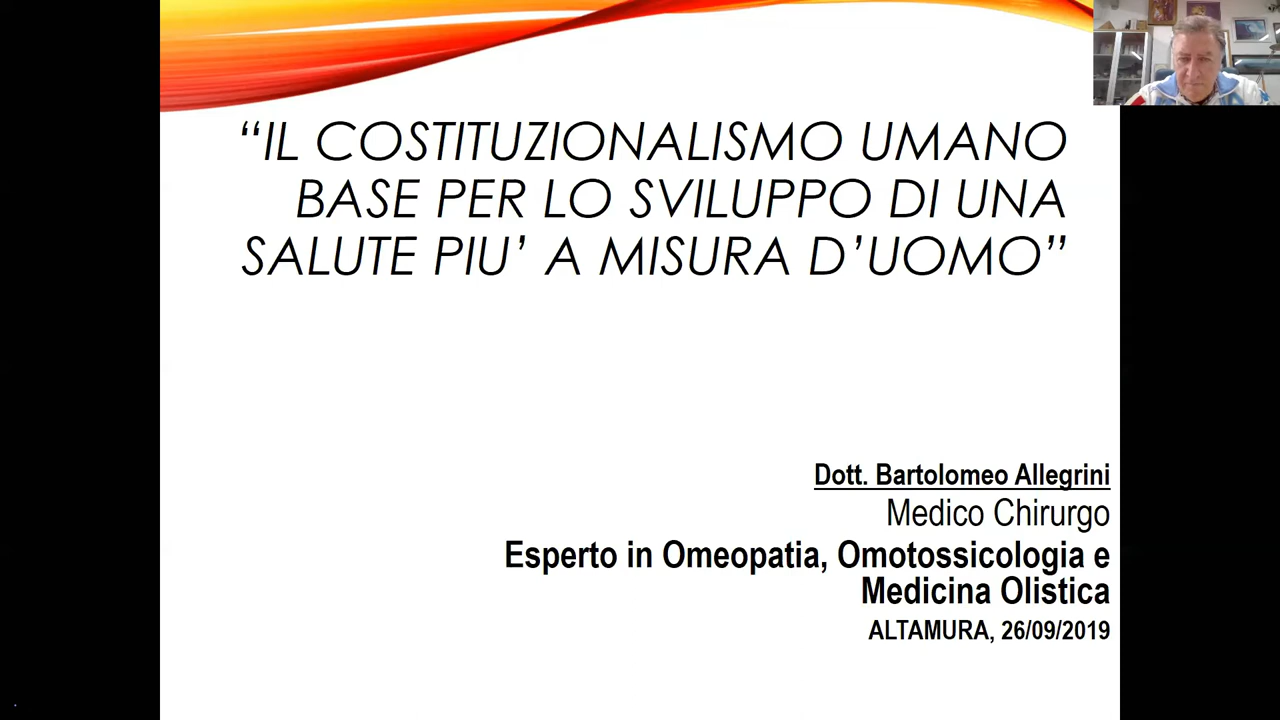 “IL COSTITUZIONALISMO UMANO
BASE PER LO SVILUPPO DI UNA
SALUTE PIU’ A MISURA D’UOMO”
Dott. Bartolomeo Allegrini
Medico Chirurgo
Esperto in Omeopatia, Omotossicologia e
Medicina Olistica
ALTAMURA, 26/09/2019